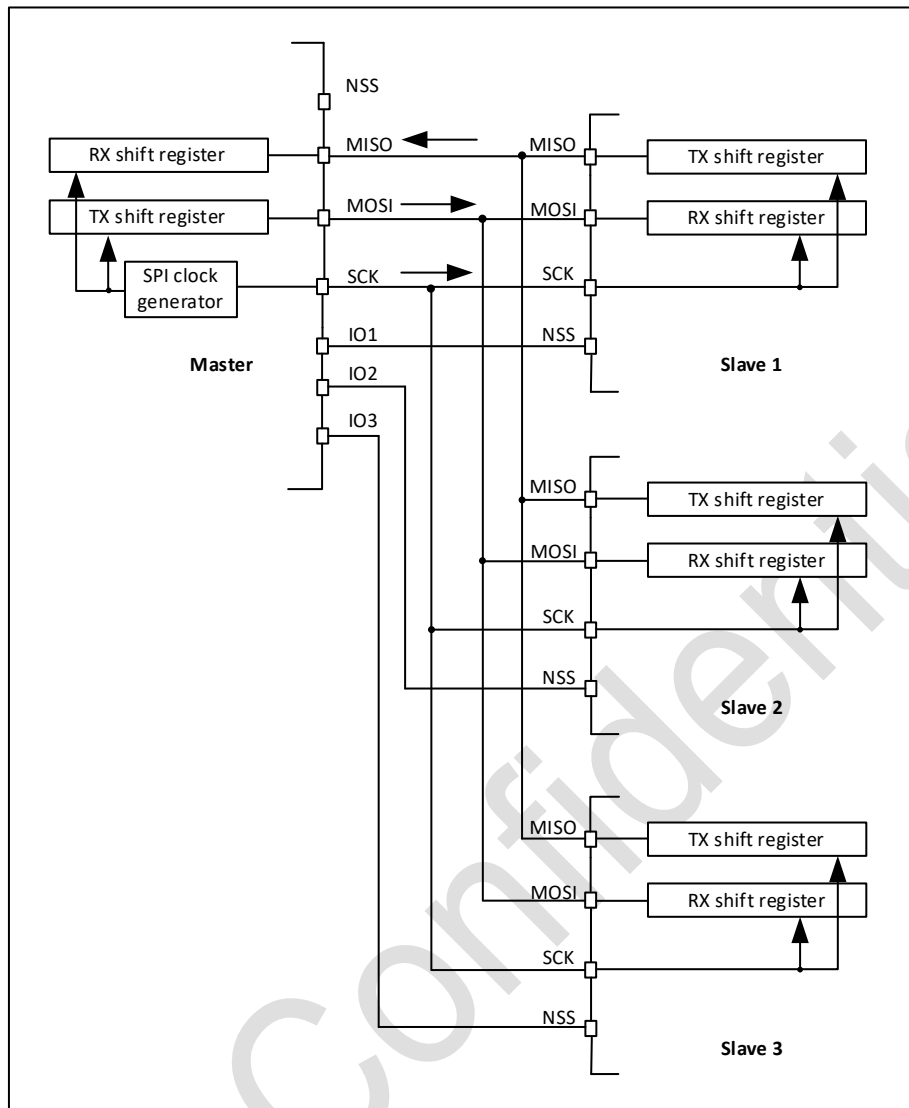 NSS
RX shift register
MISO
MISO
TX shift register
TX shift register
MOSI
MOSI
RX shift register
SPI clock
generator
SCK
SCK
Master
IO1
NSS
Slave 1
IO2
IO3
MISO
TX shift register
MOSI
RX shift register
SCK
NSS
Slave 2
MISO
TX shift register
MOSI
RX shift register
SCK
NSS
Slave 3